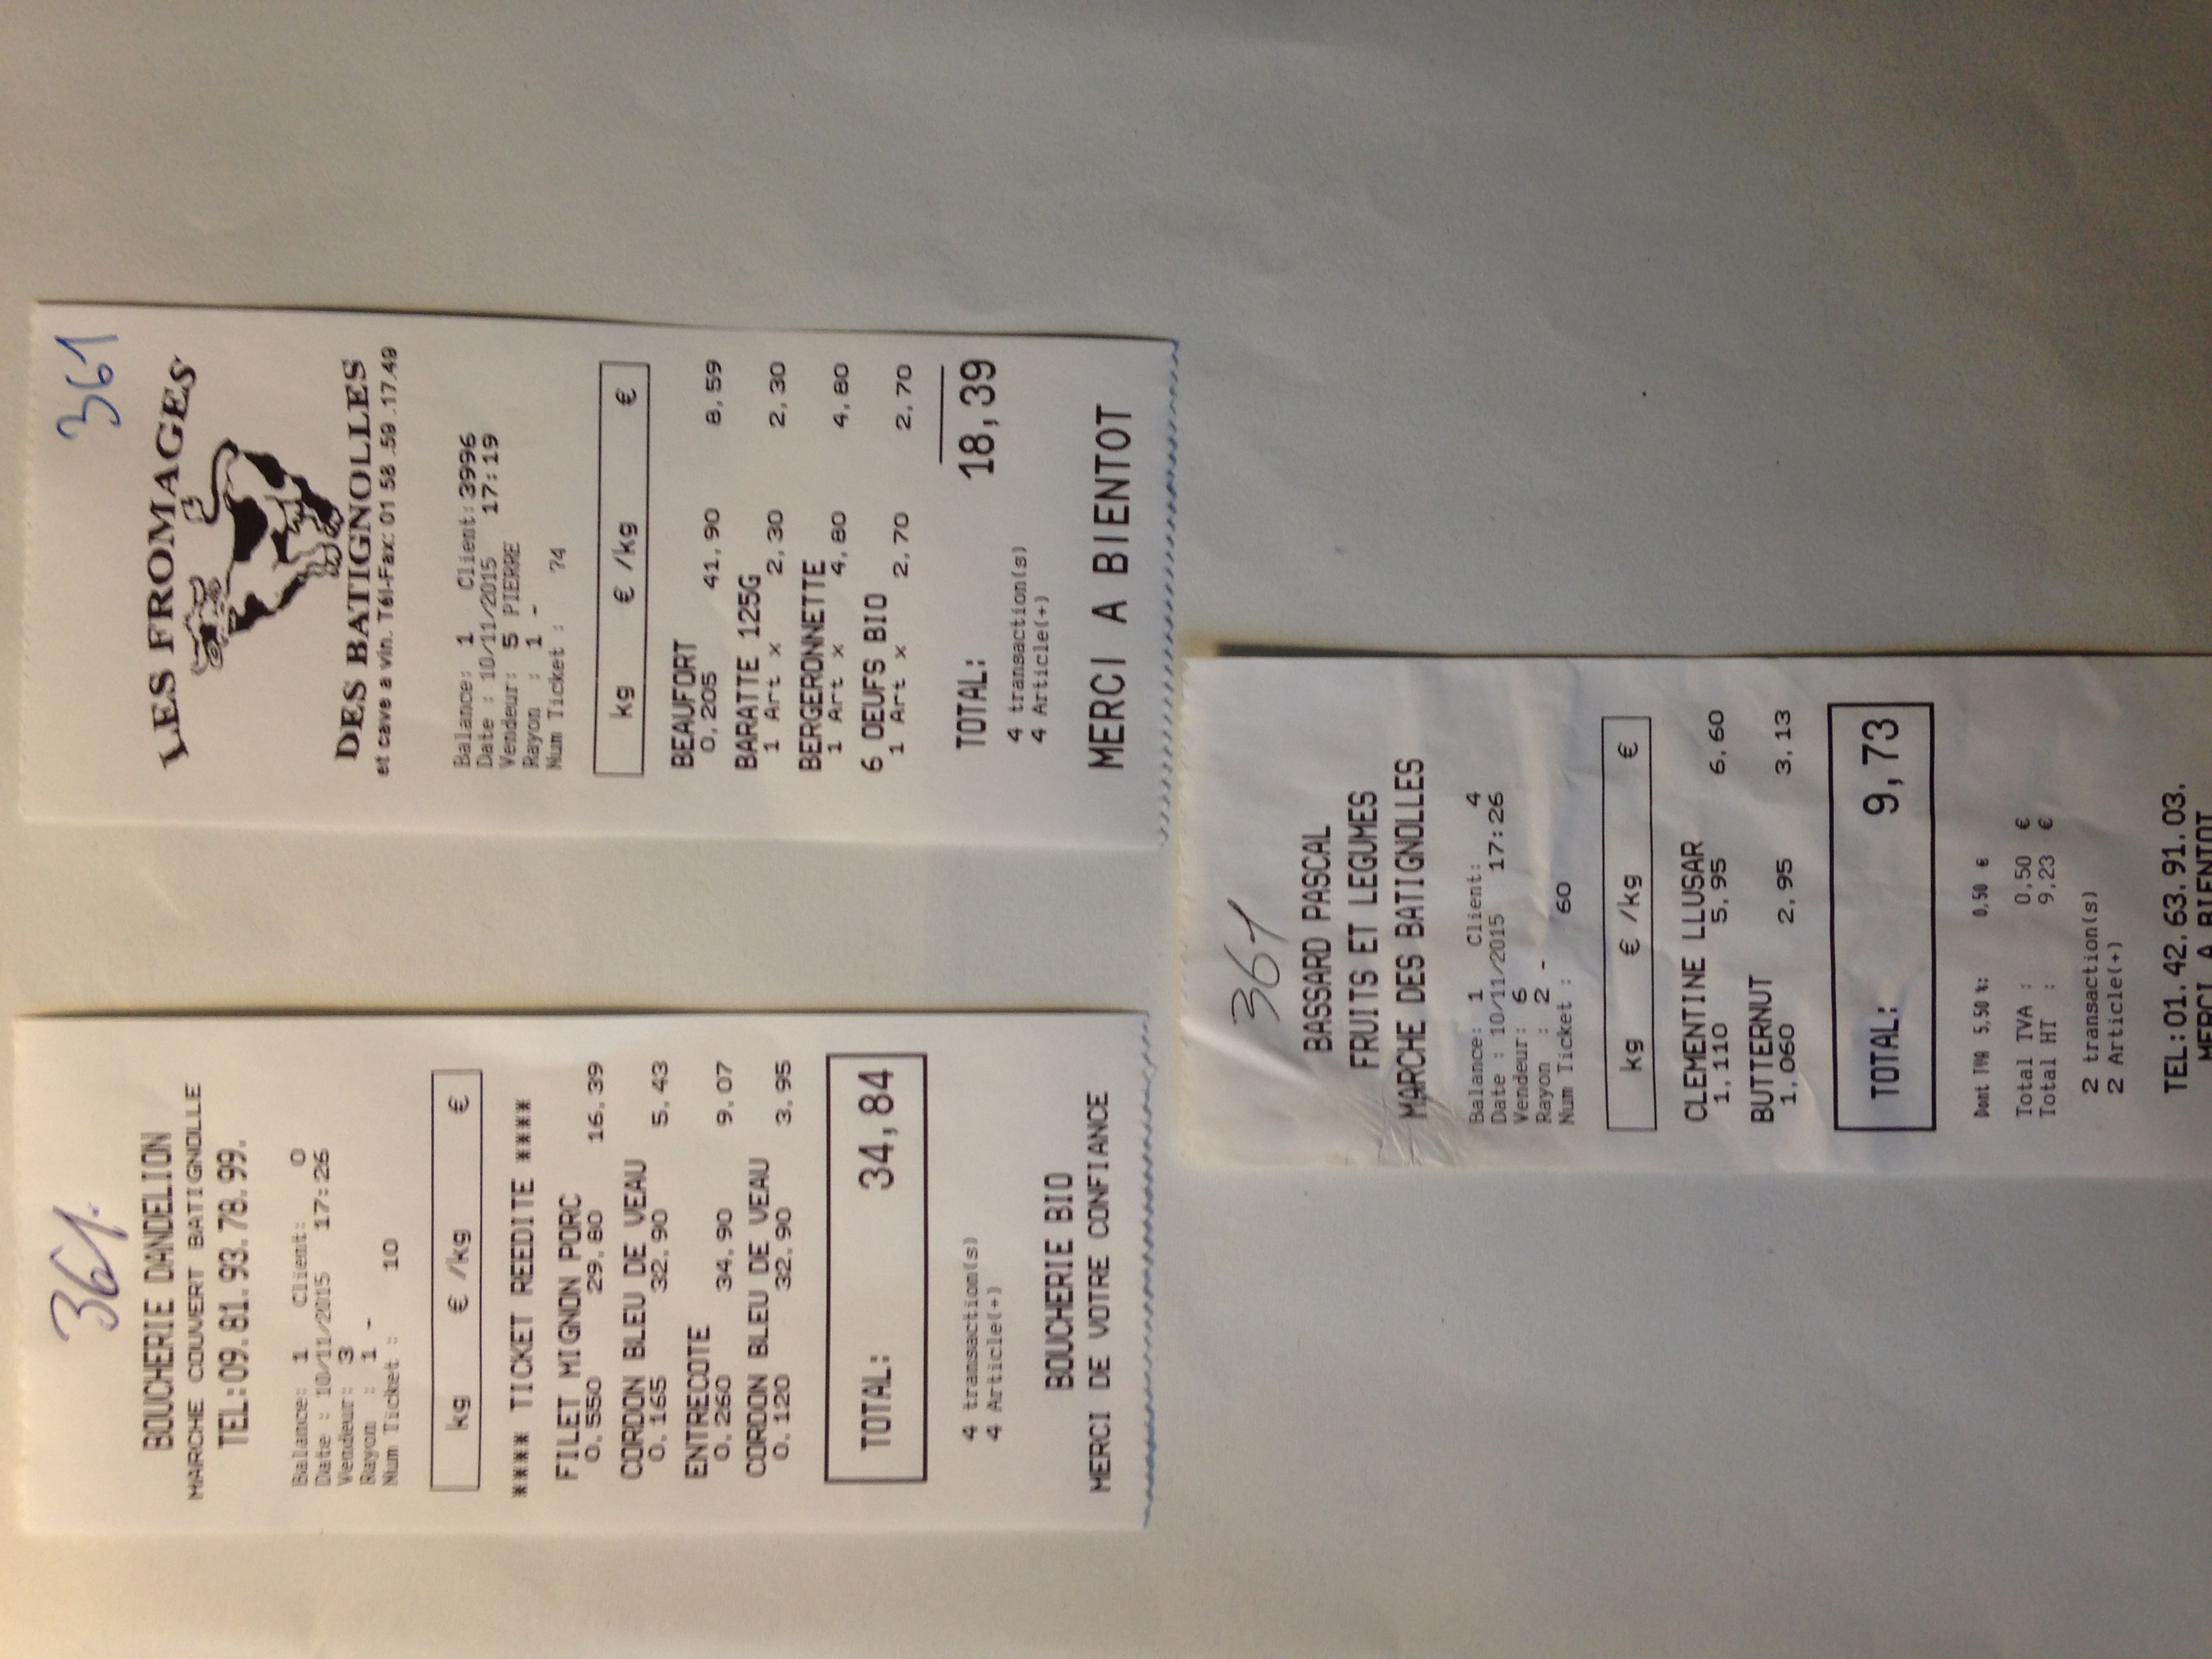 361.
BOUCHERIE DANDELION
MARCHE COUVERT BATIGNOLLE
TEL:09.81.93.78.99.
Balance: 1 Client: 0
Date : 10/11/2015 17:26
Vendeur: 3
Rayon : 1 -
Num Ticket : 10
kg € /kg €
**** TICKET REEDITE ****
FILET MIGNON PORC
0,550 29,80 16,39
CORDON BLEU DE VEAU
0,165 32,90 5,43
ENTRECOTE
0,260 34,90 9,07
CORDON BLEU DE VEAU
0,120 32,90 3,95
TOTAL: 34,84
4 transaction(s)
4 Article(+)
BOUCHERIE BIO
MERCI DE VOTRE CONFIANCE
361
LES FROMAGES
DES BATIGNOLLES
et cave a vin. Tél-Fax: 01 58 .59 .17.49
Balance: 1 Client:3996
Date : 10/11/2015 17:19
Vendeur: 5 PIERRE
Rayon : 1 -
Num Ticket : 74
kg € /kg €
BEAUFORT
0,205 41,90 8,59
BARATTE 125G
1 Art x 2,30 2,30
BERGERONNETTE
1 Art x 4,80 4,80
6 OEUFS BIO
1 Art x 2,70 2,70
TOTAL: 18,39
4 transaction(s)
4 Article(+)
MERCI A BIENTOT
361
BASSARD PASCAL
FRUITS ET LEGUMES
MARCHE DES BATIGNOLLES
Balance: 1 Client: 4
Date : 10/11/2015 17:26
Vendeur: 6
Rayon : 2 -
Num Ticket : 60
kg € /kg €
CLEMENTINE LLUSAR
1,110 5,95 6,60
BUTTERNUT
1,060 2,95 3,13
TOTAL: 9,73
Dont TVA 5,50 %: 0,50 €
Total TVA : 0,50 €
Total HT : 9,23 €
2 transaction(s)
2 Article(+)
TEL:01.42.63.91.03.
MERCI A BIENTOT